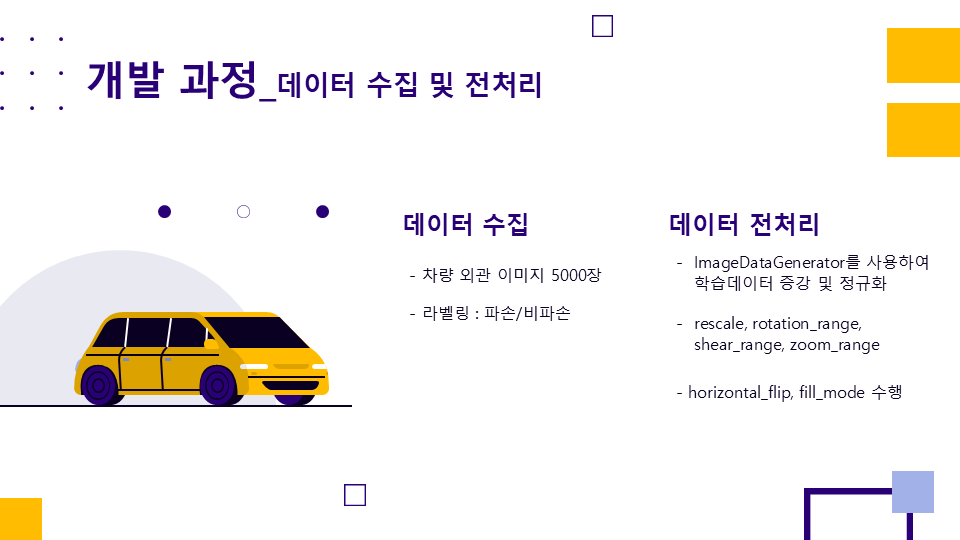 개발 과정_데이터 수집 및 전처리
데이터 수집
- 차량 외관 이미지 5000장
- 라벨링 : 파손/비파손
데이터 전처리
- ImageDataGenerator를 사용하여
학습데이터 증강 및 정규화
- rescale, rotation_range,
shear_range, zoom_range
- horizontal_flip, fill_mode 수행